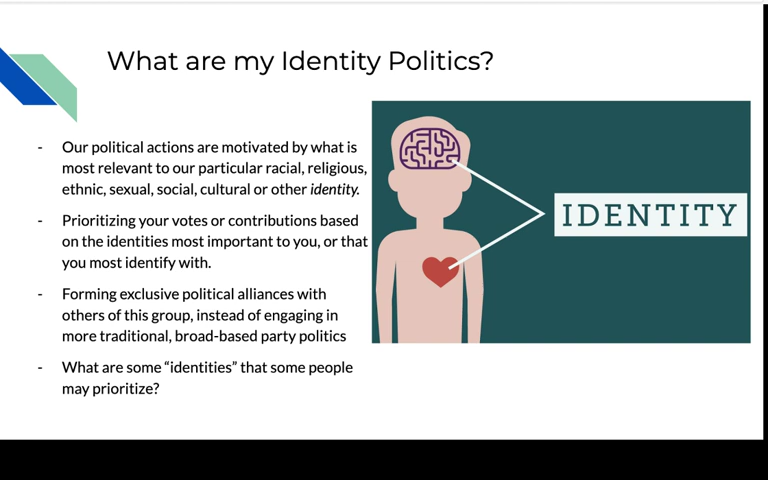 What are my Identity Politics?
- Our political actions are motivated by what is
most relevant to our particular racial, religious,
ethnic, sexual, social, cultural or other identity.
- Prioritizing your votes or contributions based
on the identities most important to you, or that
you most identify with.
- Forming exclusive political alliances with
others of this group, instead of engaging in
more traditional, broad-based party politics
- What are some “identities” that some people
may prioritize?
IDENTITY